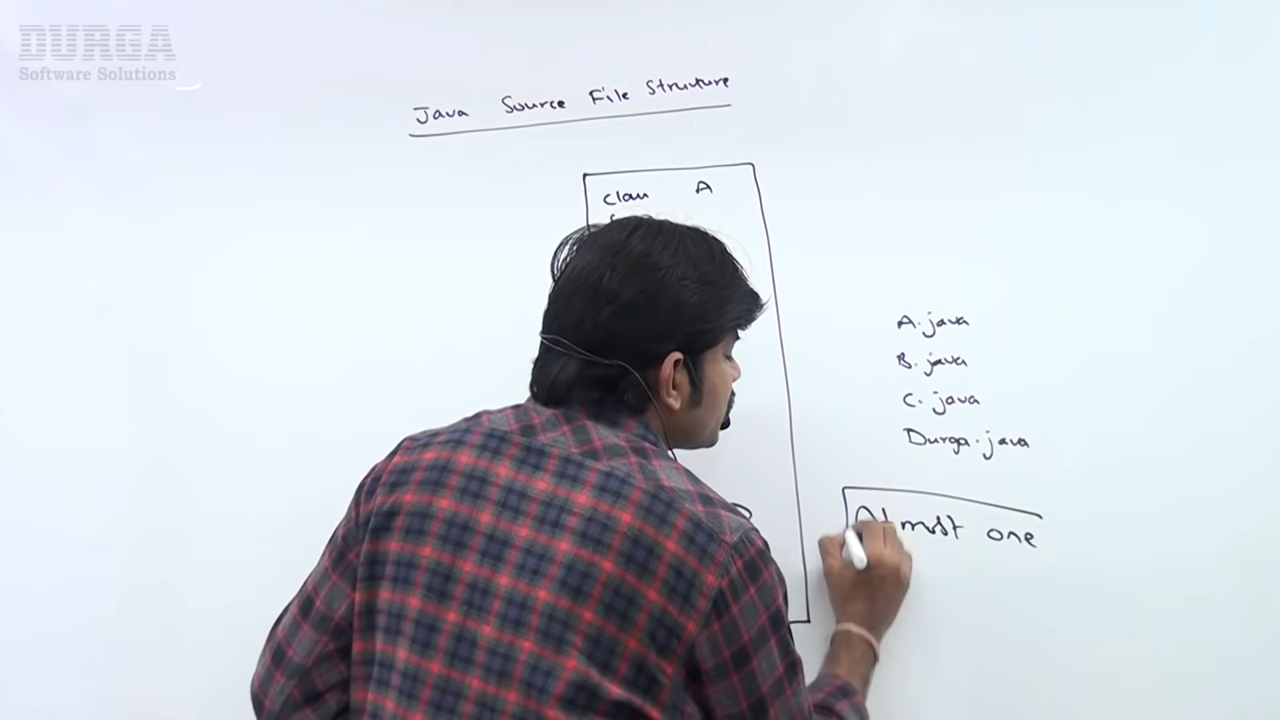 DURGA
Software Solutions
Java Source File Structure
Class A
{
A.java
B.java
C.java
Durga.java
Almost one